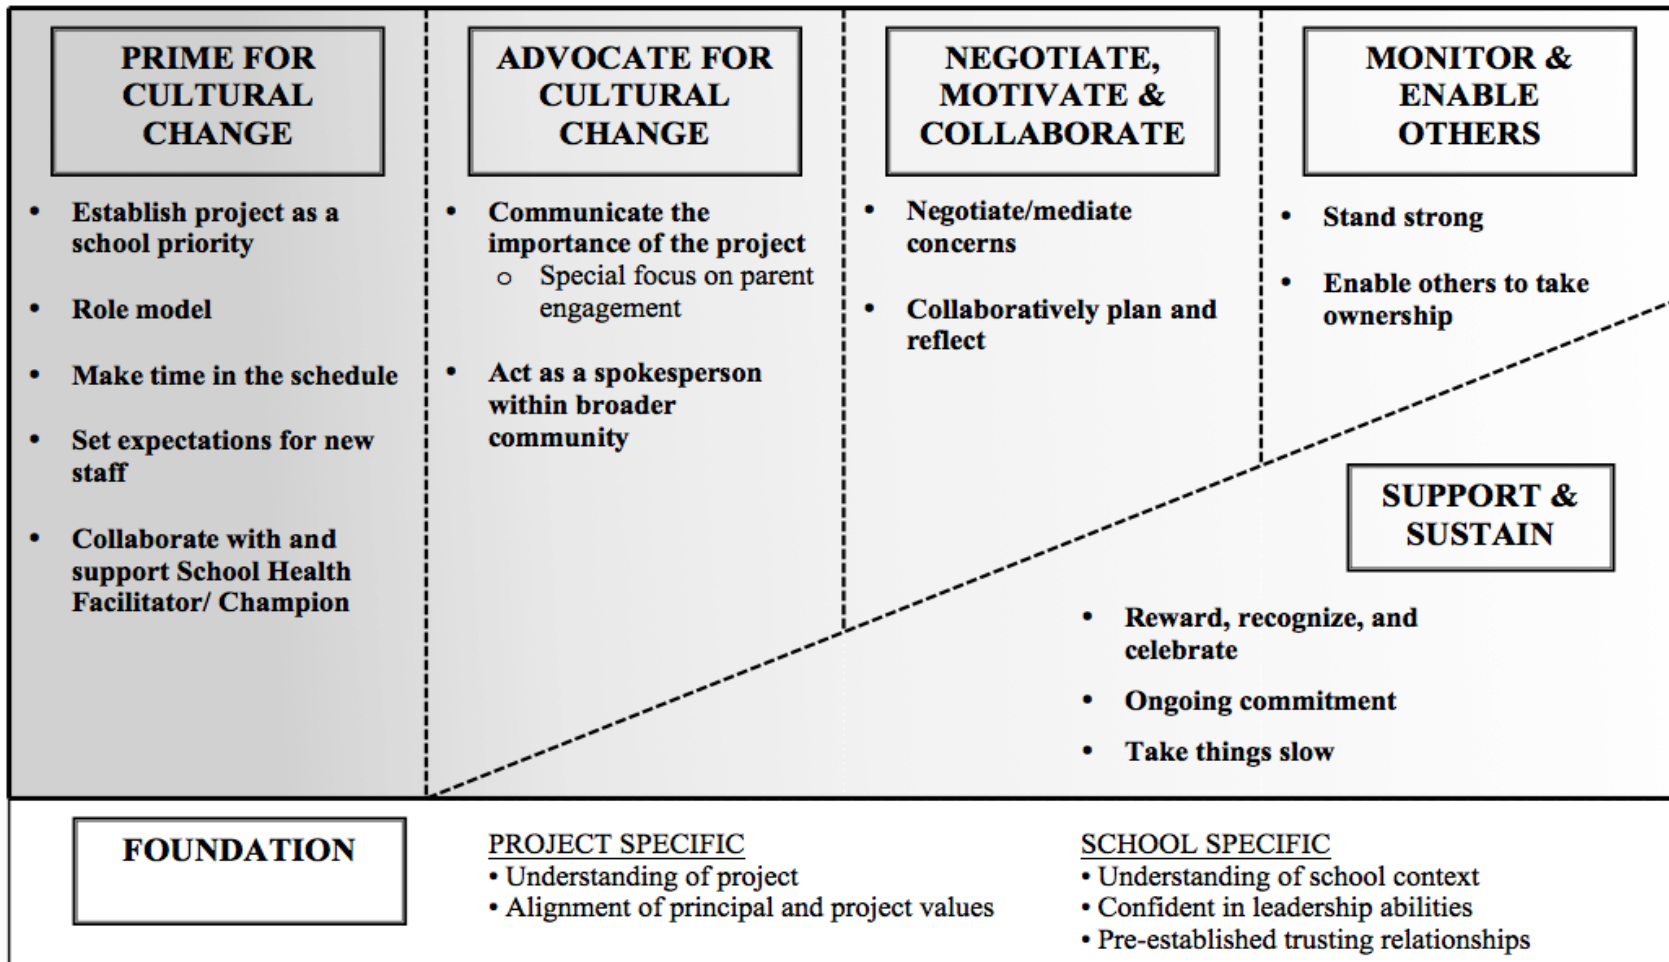 PRIME FOR
CULTURAL
CHANGE
• Establish project as a
school priority
• Role model
• Make time in the schedule
• Set expectations for new
staff
• Collaborate with and
support School Health
Facilitator/ Champion
ADVOCATE FOR
CULTURAL
CHANGE
• Communicate the
importance of the project
o Special focus on parent
engagement
• Act as a spokesperson
within broader
community
NEGOTIATE,
MOTIVATE &
COLLABORATE
• Negotiate/mediate
concerns
• Collaboratively plan and
reflect
MONITOR &
ENABLE
OTHERS
• Stand strong
• Enable others to take
ownership
SUPPORT &
SUSTAIN
• Reward, recognize, and
celebrate
• Ongoing commitment
• Take things slow
FOUNDATION
PROJECT SPECIFIC
• Understanding of project
• Alignment of principal and project values
SCHOOL SPECIFIC
• Understanding of school context
• Confident in leadership abilities
• Pre-established trusting relationships